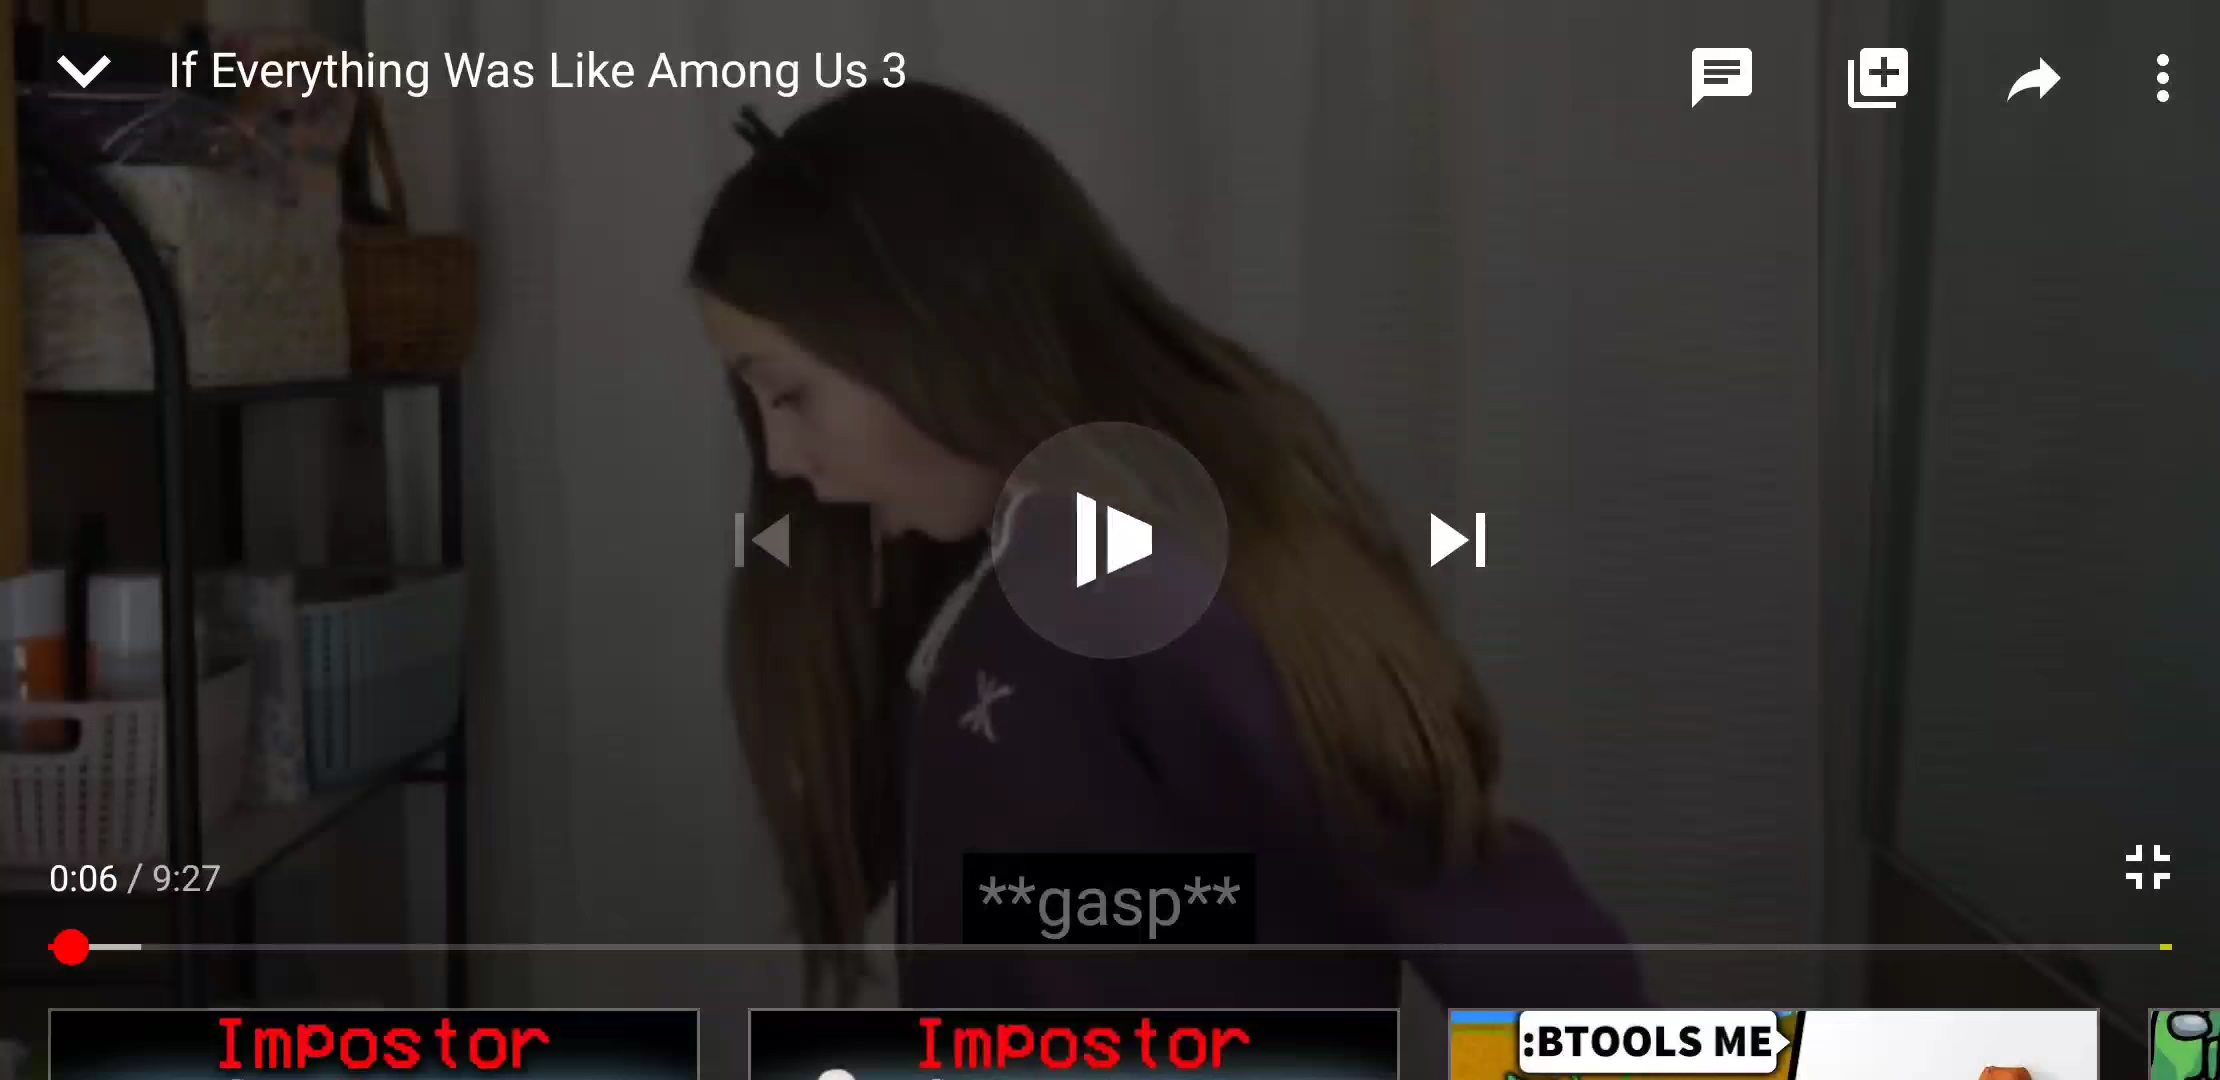 If Everything Was Like Among Us 3
**gasp**
0:06 / 9:27
Impostor
Impostor
:BTOOLS ME